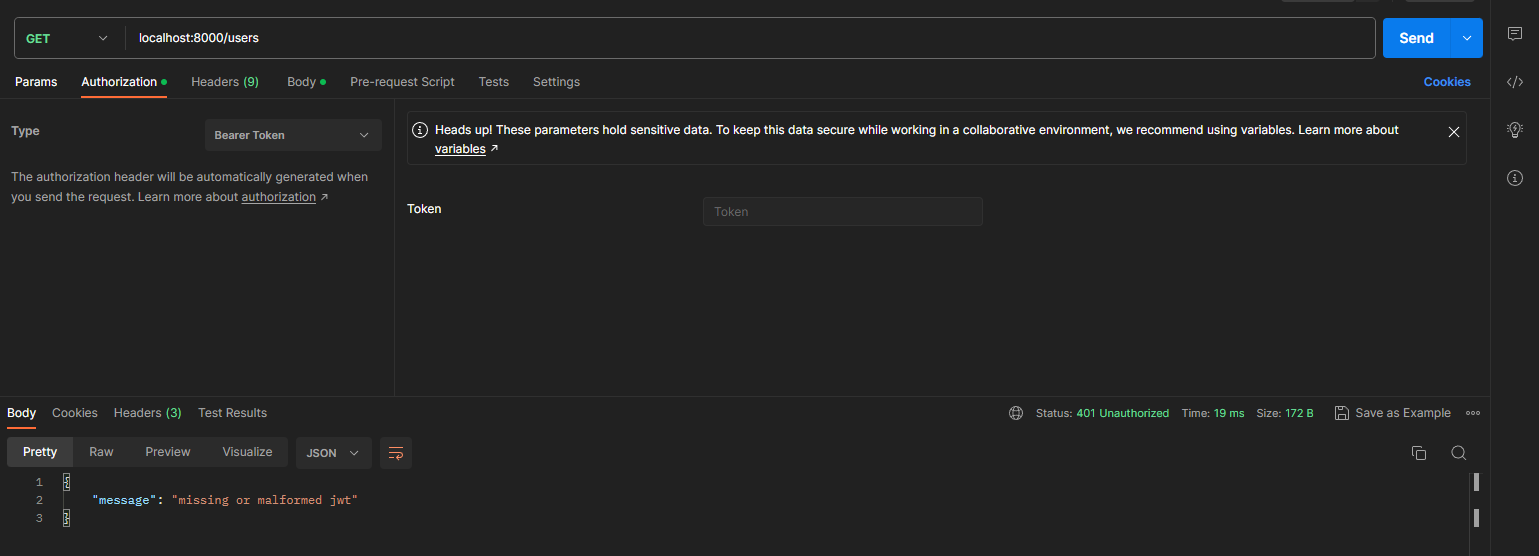 GET
localhost:8000/users
Send
Params Authorization Headers (9) Body Pre-request Script Tests Settings Cookies
Type Bearer Token
The authorization header will be automatically generated when
you send the request. Learn more about authorization ↗
Heads up! These parameters hold sensitive data. To keep this data secure while working in a collaborative environment, we recommend using variables. Learn more about
variables ↗
Token Token
Body Cookies Headers (3) Test Results Status: 401 Unauthorized Time: 19 ms Size: 172 B Save as Example
Pretty Raw Preview Visualize JSON
1 {
2 "message": "missing or malformed jwt"
3 }